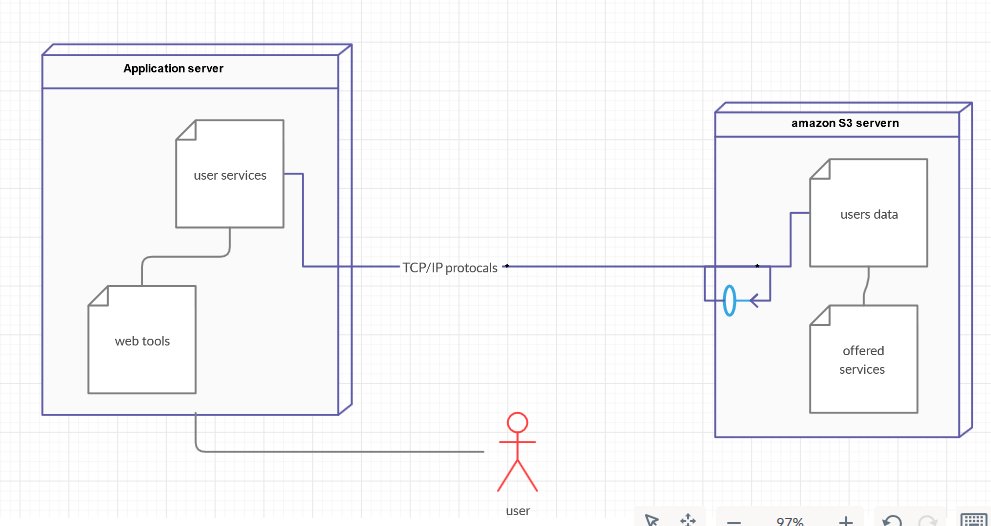 Application server
amazon S3 servern
user services
users data
TCP/IP protocals
*
*
web tools
offered
services
user
97%